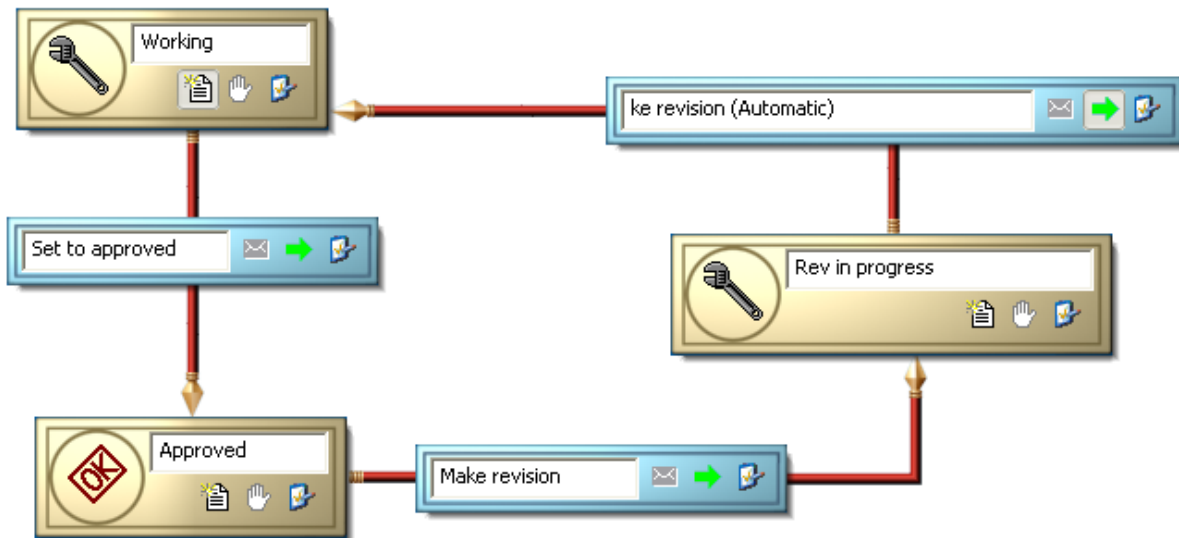 Working
ke revision (Automatic)
Set to approved
Rev in progress
OK
Approved
Make revision